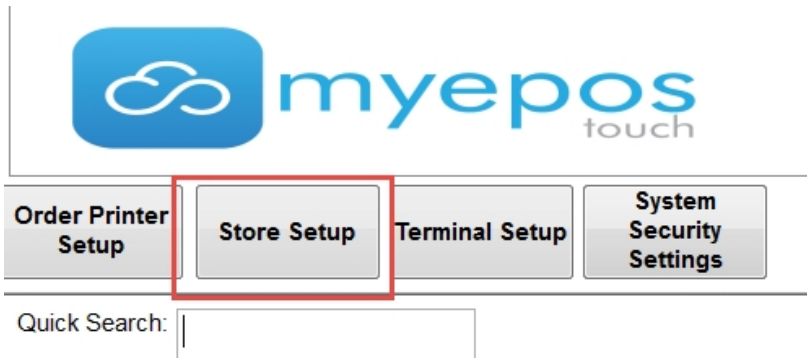 myepos
touch
Order Printer
Setup
Store Setup
Terminal Setup
System
Security
Settings
Quick Search: